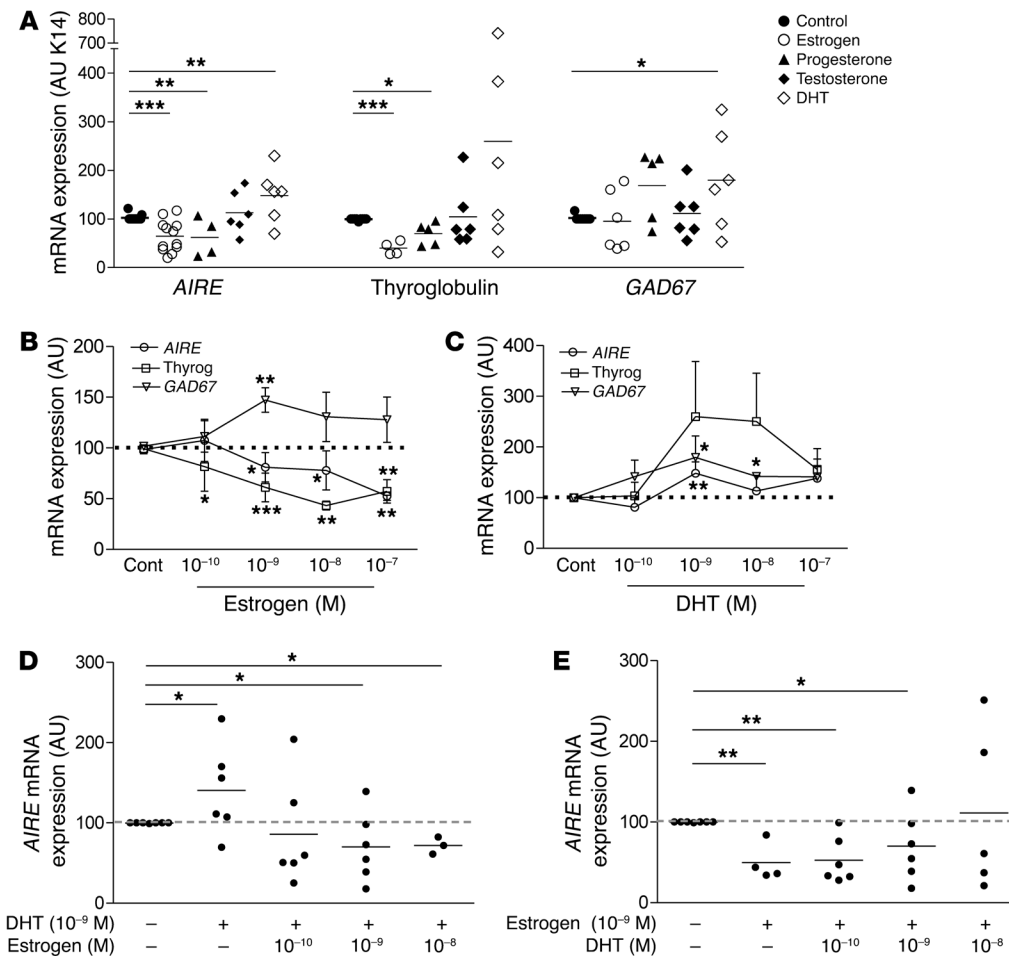 A
mRNA expression (AU K14)
800
700
400
300
200
100
0
** ** ***
* ***
*
AIRE
Thyroglobulin
GAD67
Control
Estrogen
Progesterone
Testosterone
DHT
B
mRNA expression (AU)
200
150
100
50
0
AIRE
Thyrog
GAD67
**
* * **
* *** ** **
Cont 10⁻¹⁰ 10⁻⁹ 10⁻⁸ 10⁻⁷
Estrogen (M)
C
mRNA expression (AU)
400
300
200
100
0
AIRE
Thyrog
GAD67
* *
**
Cont 10⁻¹⁰ 10⁻⁹ 10⁻⁸ 10⁻⁷
DHT (M)
D
AIRE mRNA
expression (AU)
300
200
100
0
*
*
*
DHT (10⁻⁹ M) – + + + +
Estrogen (M) – – 10⁻¹⁰ 10⁻⁹ 10⁻⁸
E
AIRE mRNA
expression (AU)
300
200
100
0
*
**
**
Estrogen (10⁻⁹ M) – + + + +
DHT (M) – – 10⁻¹⁰ 10⁻⁹ 10⁻⁸